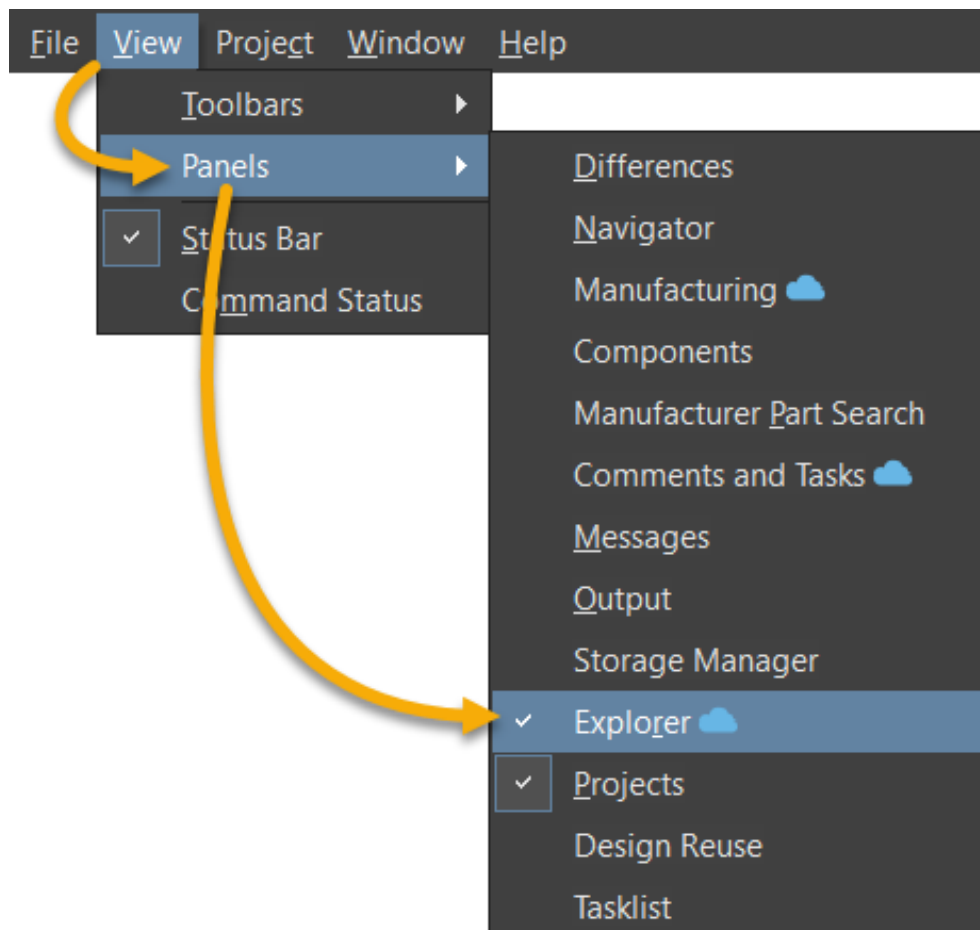 File View Project Window Help
Toolbars
Panels
Status Bar
Command Status
Differences
Navigator
Manufacturing
Components
Manufacturer Part Search
Comments and Tasks
Messages
Output
Storage Manager
Explorer
Projects
Design Reuse
Tasklist